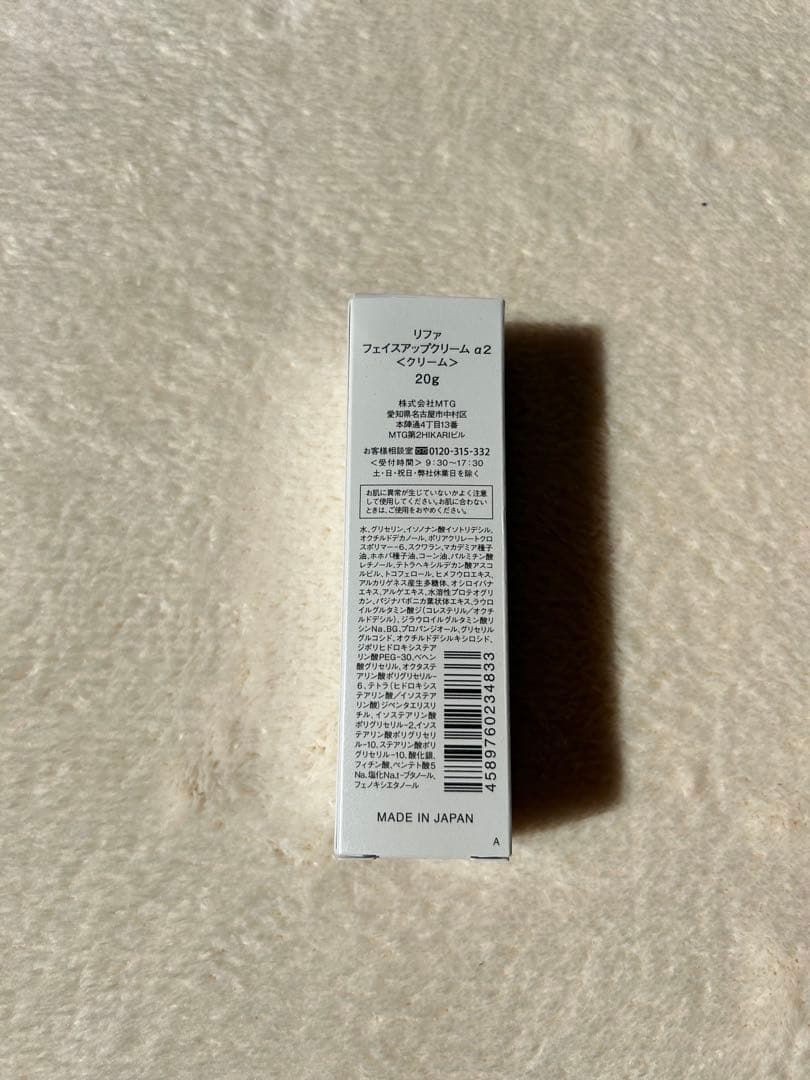 リファ
フェイスアップクリーム α2
＜クリーム＞
20g
株式会社MTG
愛知県名古屋市中村区
本陣通4丁目13番
MTG第2HIKARIビル
お客様相談室 0120-315-332
＜受付時間＞9:30〜17:30
土・日・祝日・弊社休業日を除く
お肌に異常が生じていないかよく注意
して使用してください。お肌に合わない
ときは、ご使用をおやめください。
水、グリセリン、イソノナン酸イソトリデシル、
オクチルドデカノール、ポリアクリレートクロ
スポリマー-6、スクワラン、マカデミア種子
油、ホホバ種子油、コーン油、パルミチン酸
レチノール、テトラヘキシルデカン酸アスコ
ルビル、トコフェロール、ヒメフウロエキス、
アルカリゲネス産生多糖体、オシロイバナ
エキス、アルゲエキス、水溶性プロテオグリ
カン、パジナパボニカ葉状体エキス、ラウロ
イルグルタミン酸ジ(コレステリル/オクチ
ルドデシル)、ジラウロイルグルタミン酸リ
シンNa、BG、プロパンジオール、グリセリル
グルコシド、オクチルドデシルキシロシド、
ジポリヒドロキシステア
リン酸PEG-30、ベヘン
酸グリセリル、オクタステ
アリン酸ポリグリセリル-
6、テトラ(ヒドロキシス
テアリン酸/イソステア
リン酸)ジペンタエリスリ
チル、イソステアリン酸
ポリグリセリル-2、イソス
テアリン酸ポリグリセリ
ル-10、ステアリン酸ポリ
グリセリル-10、酸化銀、
フィチン酸、ペンテト酸5
Na、塩化Na、t-ブタノール、
フェノキシエタノール
4589760234833
MADE IN JAPAN
A